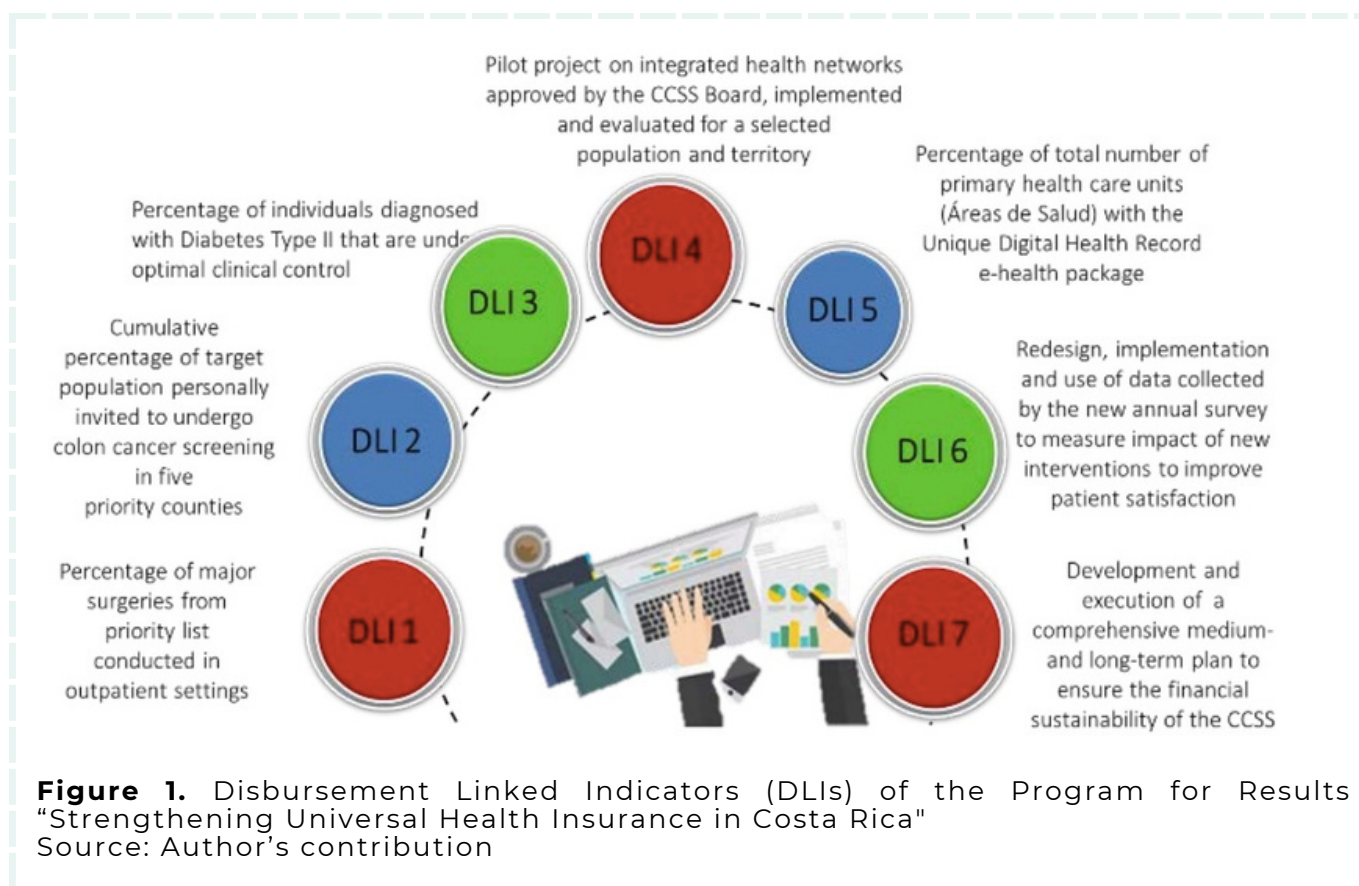 Pilot project on integrated health networks
approved by the CCSS Board, implemented
and evaluated for a selected
population and territory
DLI 4
Percentage of individuals diagnosed
with Diabetes Type II that are unde
optimal clinical control
DLI 3
Cumulative
percentage of target
population personally
invited to undergo
colon cancer screening
in five
priority counties
DLI 2
Percentage of major
surgeries from
priority list
conducted in
outpatient settings
DLI 1
Percentage of total number of
primary health care units
(Áreas de Salud) with the
Unique Digital Health Record
e-health package
DLI 5
Redesign, implementation
and use of data collected
by the new annual survey
to measure impact of new
interventions to improve
patient satisfaction
DLI 6
Development and
execution of a
comprehensive medium-
and long-term plan to
ensure the financial
sustainability of the CCSS
DLI 7
Figure 1. Disbursement Linked Indicators (DLIs) of the Program for Results
“Strengthening Universal Health Insurance in Costa Rica"
Source: Author’s contribution